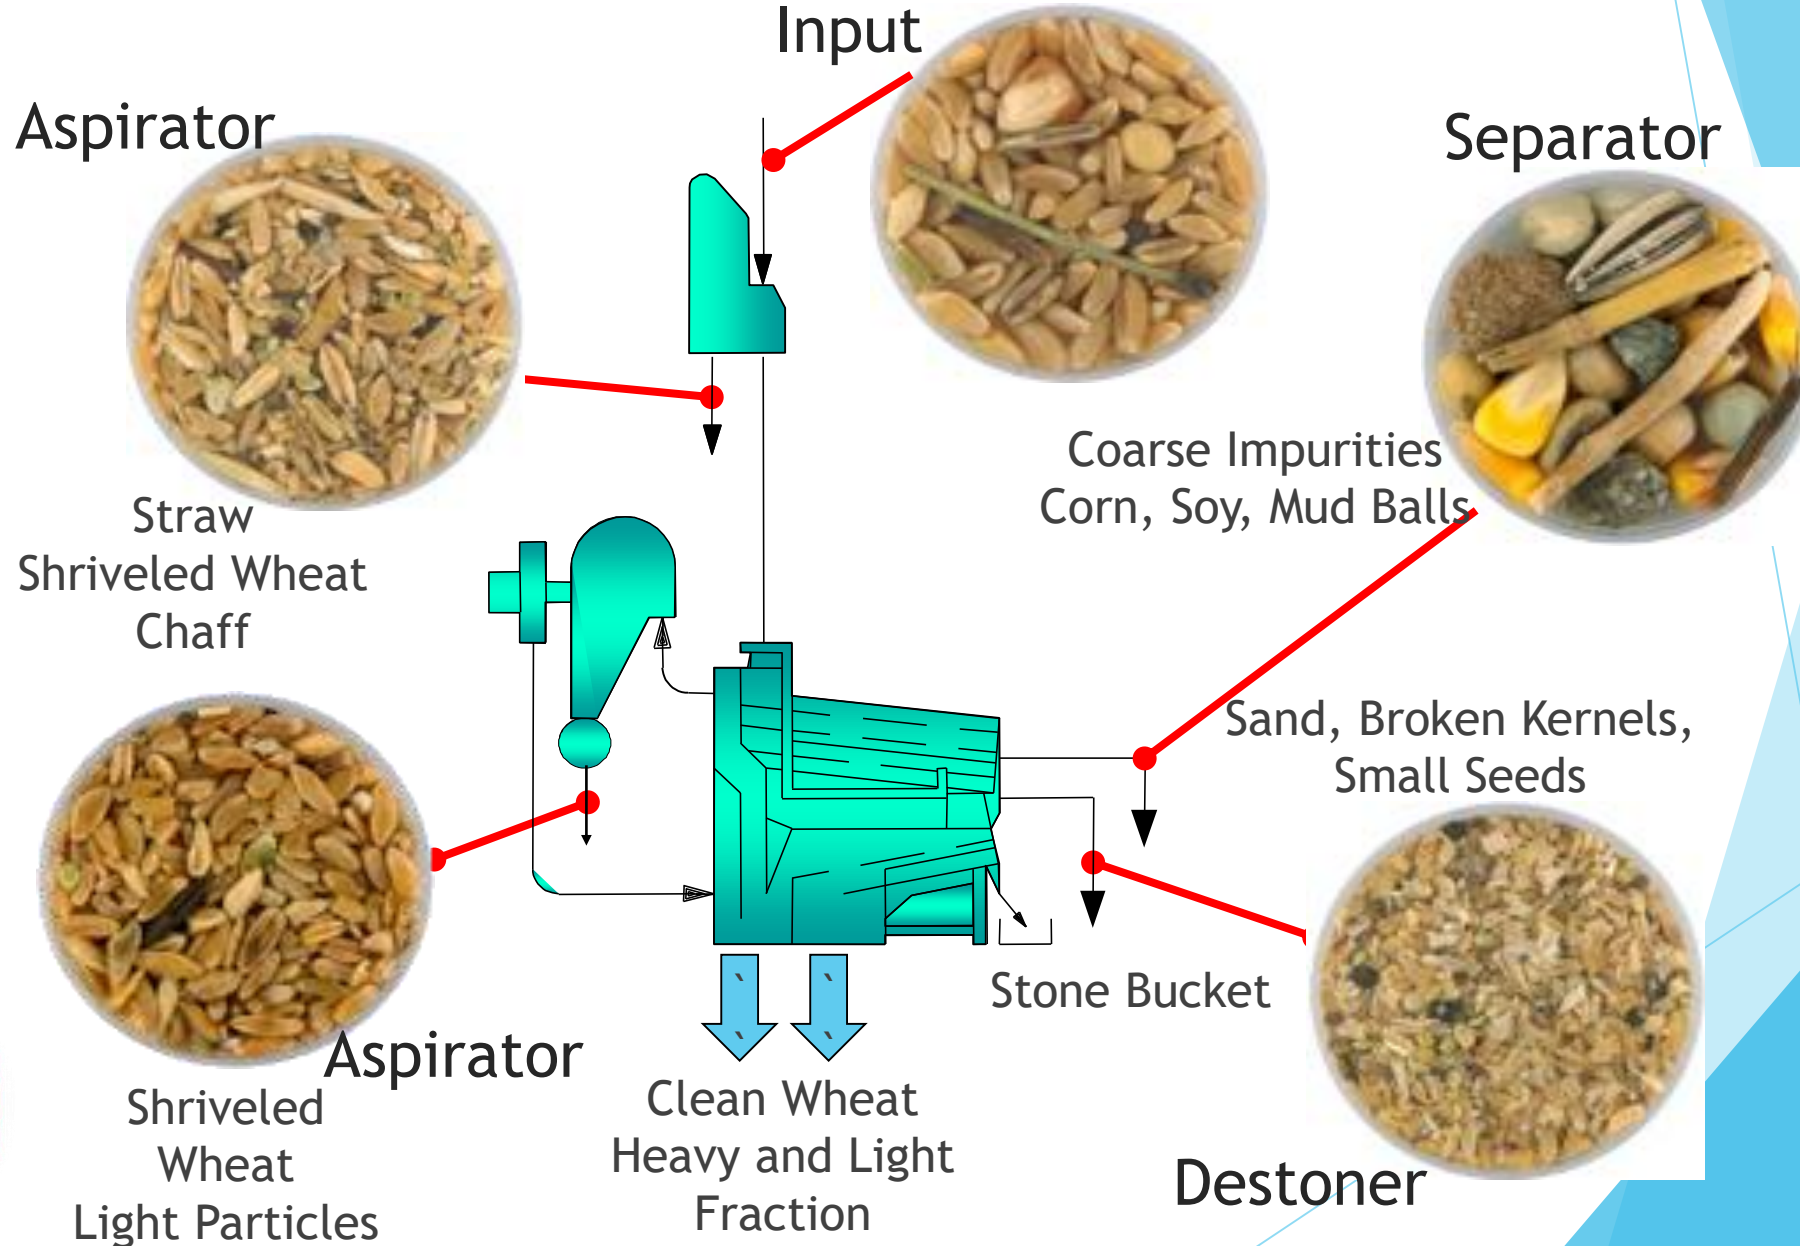 Input
Aspirator
Separator
Straw
Shriveled Wheat
Chaff
Coarse Impurities
Corn, Soy, Mud Balls
Sand, Broken Kernels,
Small Seeds
Stone Bucket
Aspirator
Shriveled
Wheat
Light Particles
Clean Wheat
Heavy and Light
Fraction
Destoner